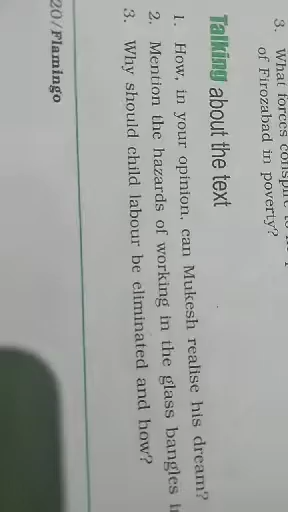 3. What forces
of Firozabad in poverty?
Talking about the text
1. How, in your opinion, can Mukesh realise his dream?
2. Mention the hazards of working in the glass bangles
3. Why should child labour be eliminated and how?
20/Flamingo